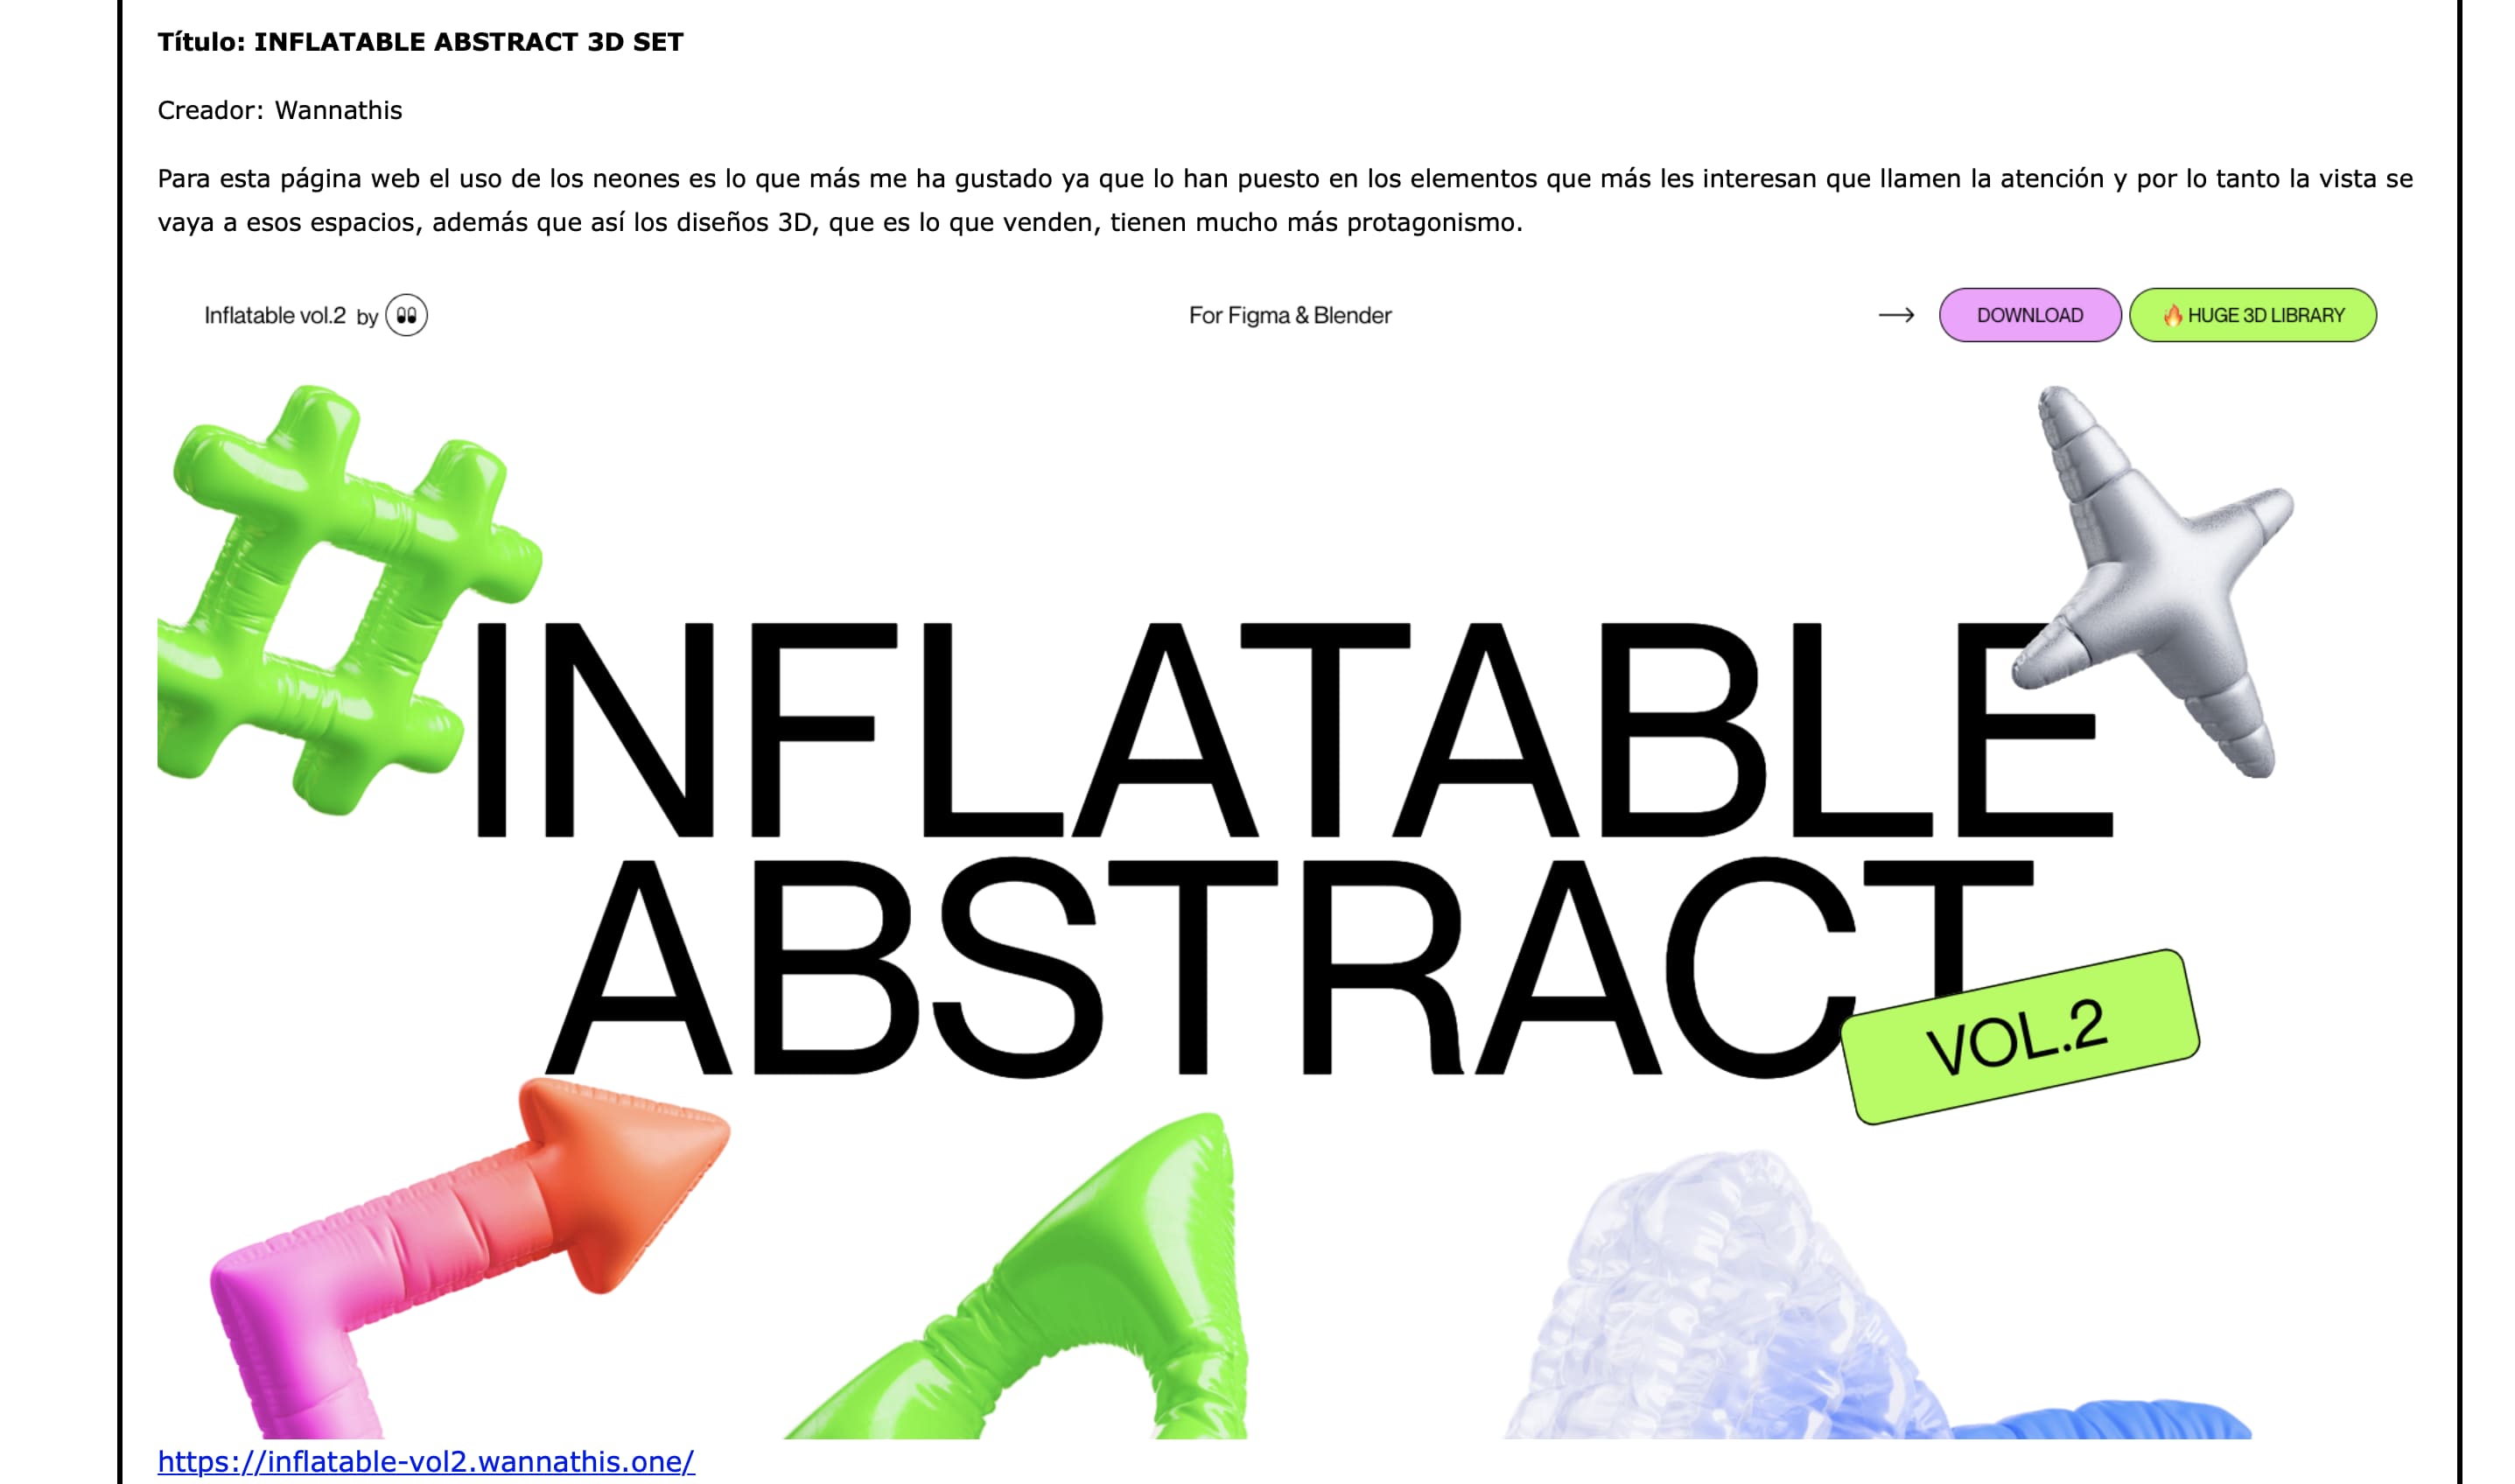 Título: INFLATABLE ABSTRACT 3D SET
Creador: Wannathis
Para esta página web el uso de los neones es lo que más me ha gustado ya que lo han puesto en los elementos que más les interesan que llamen la atención y por lo tanto la vista se
vaya a esos espacios, además que así los diseños 3D, que es lo que venden, tienen mucho más protagonismo.
Inflatable vol.2 by
For Figma & Blender
→ DOWNLOAD
🔥 HUGE 3D LIBRARY
INFLATABLE
ABSTRACT
VOL.2
https://inflatable-vol2.wannathis.one/